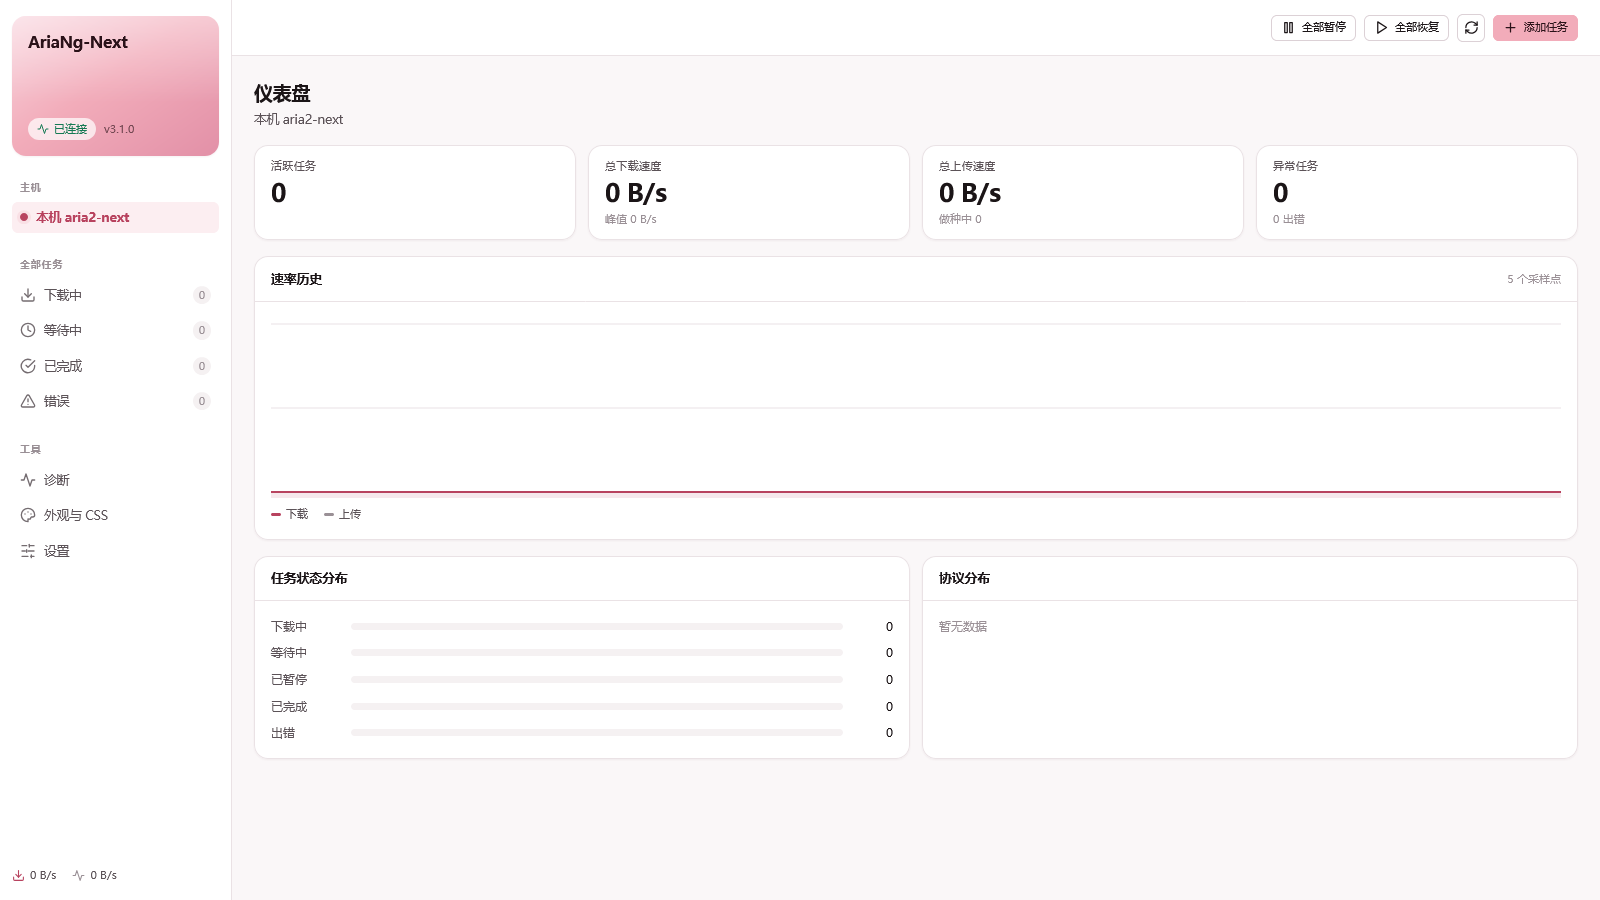 AriaNg-Next
已连接 v3.1.0
主机
本机 aria2-next
全部任务
下载中 0
等待中 0
已完成 0
错误 0
工具
诊断
外观与 CSS
设置
0 B/s 0 B/s
全部暂停 全部恢复 添加任务
仪表盘
本机 aria2-next
活跃任务
0
总下载速度
0 B/s
峰值 0 B/s
总上传速度
0 B/s
做种中 0
异常任务
0
0 出错
速率历史 5 个采样点
下载 上传
任务状态分布
下载中 0
等待中 0
已暂停 0
已完成 0
出错 0
协议分布
暂无数据